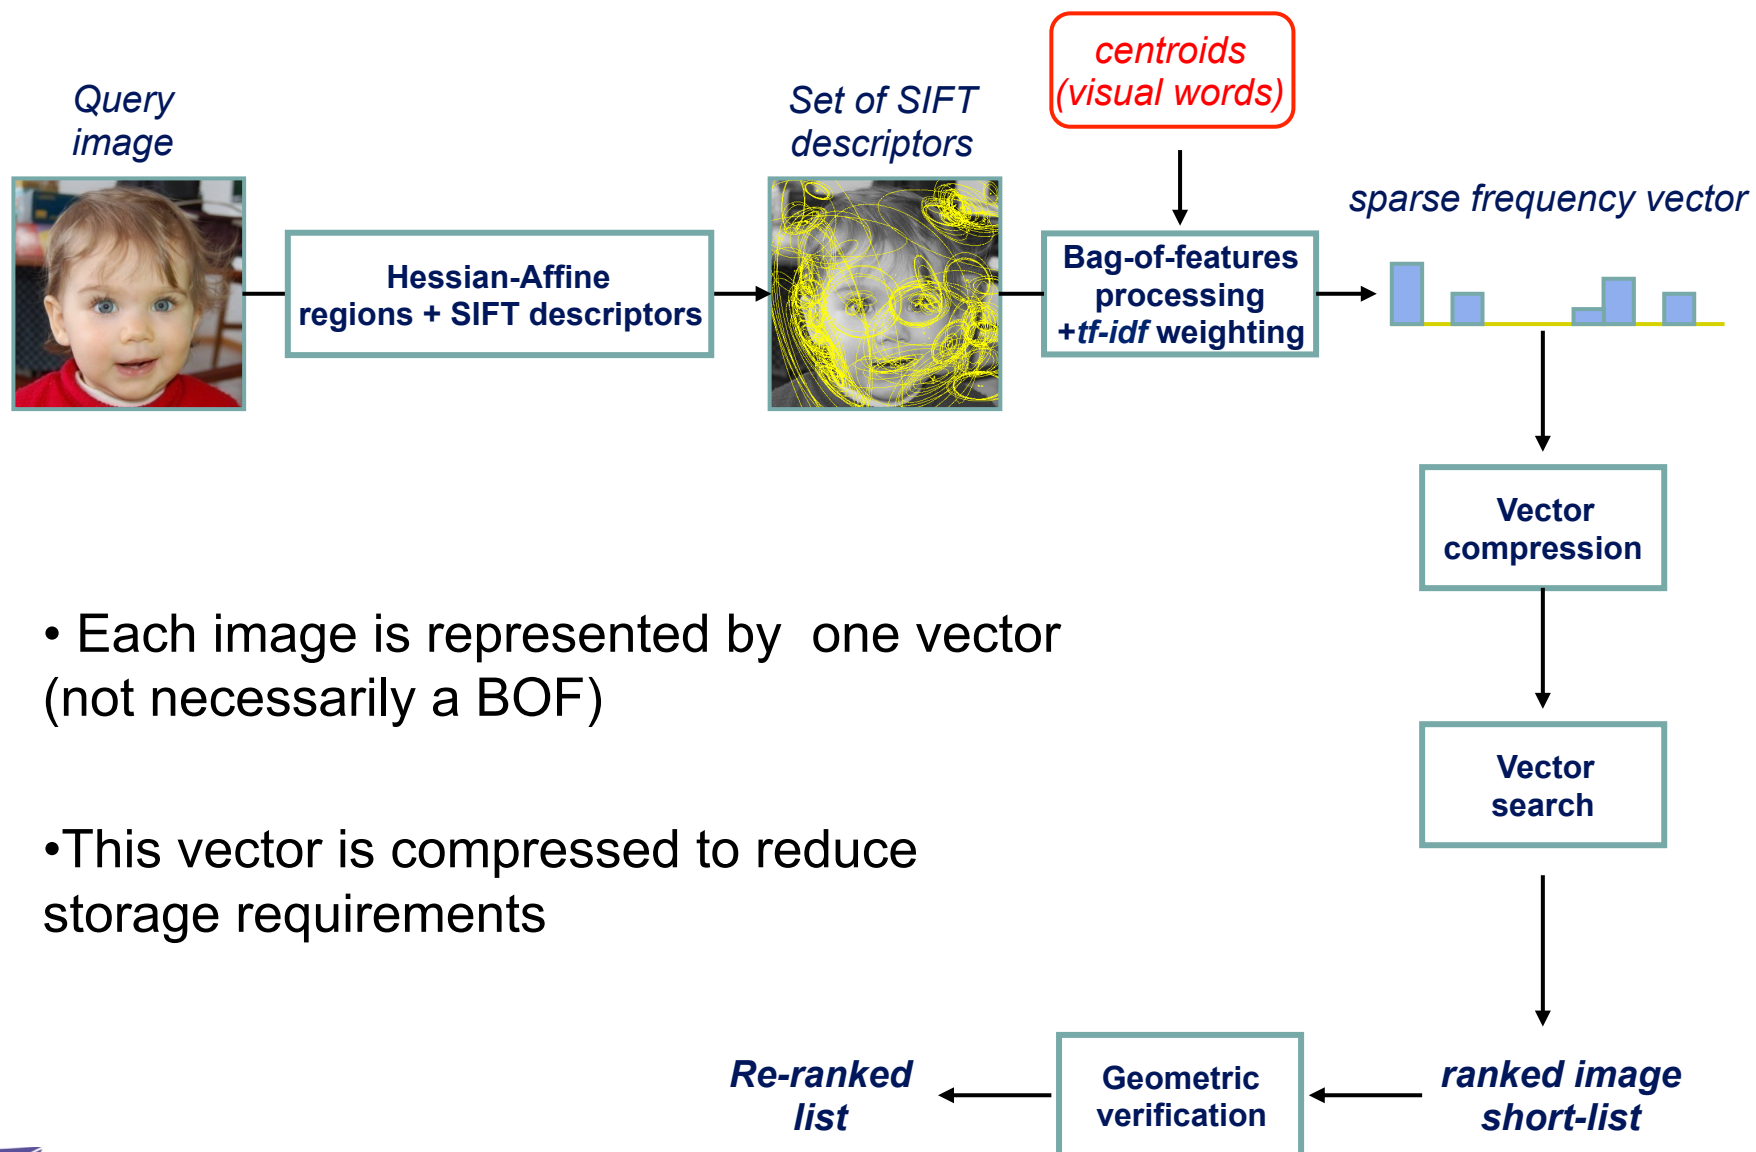 Query
image
Hessian-Affine
regions + SIFT descriptors
Set of SIFT
descriptors
centroids
(visual words)
Bag-of-features
processing
+tf-idf weighting
sparse frequency vector
Vector
compression
Vector
search
• Each image is represented by  one vector
(not necessarily a BOF)
•This vector is compressed to reduce
storage requirements
ranked image
short-list
Geometric
verification
Re-ranked
list